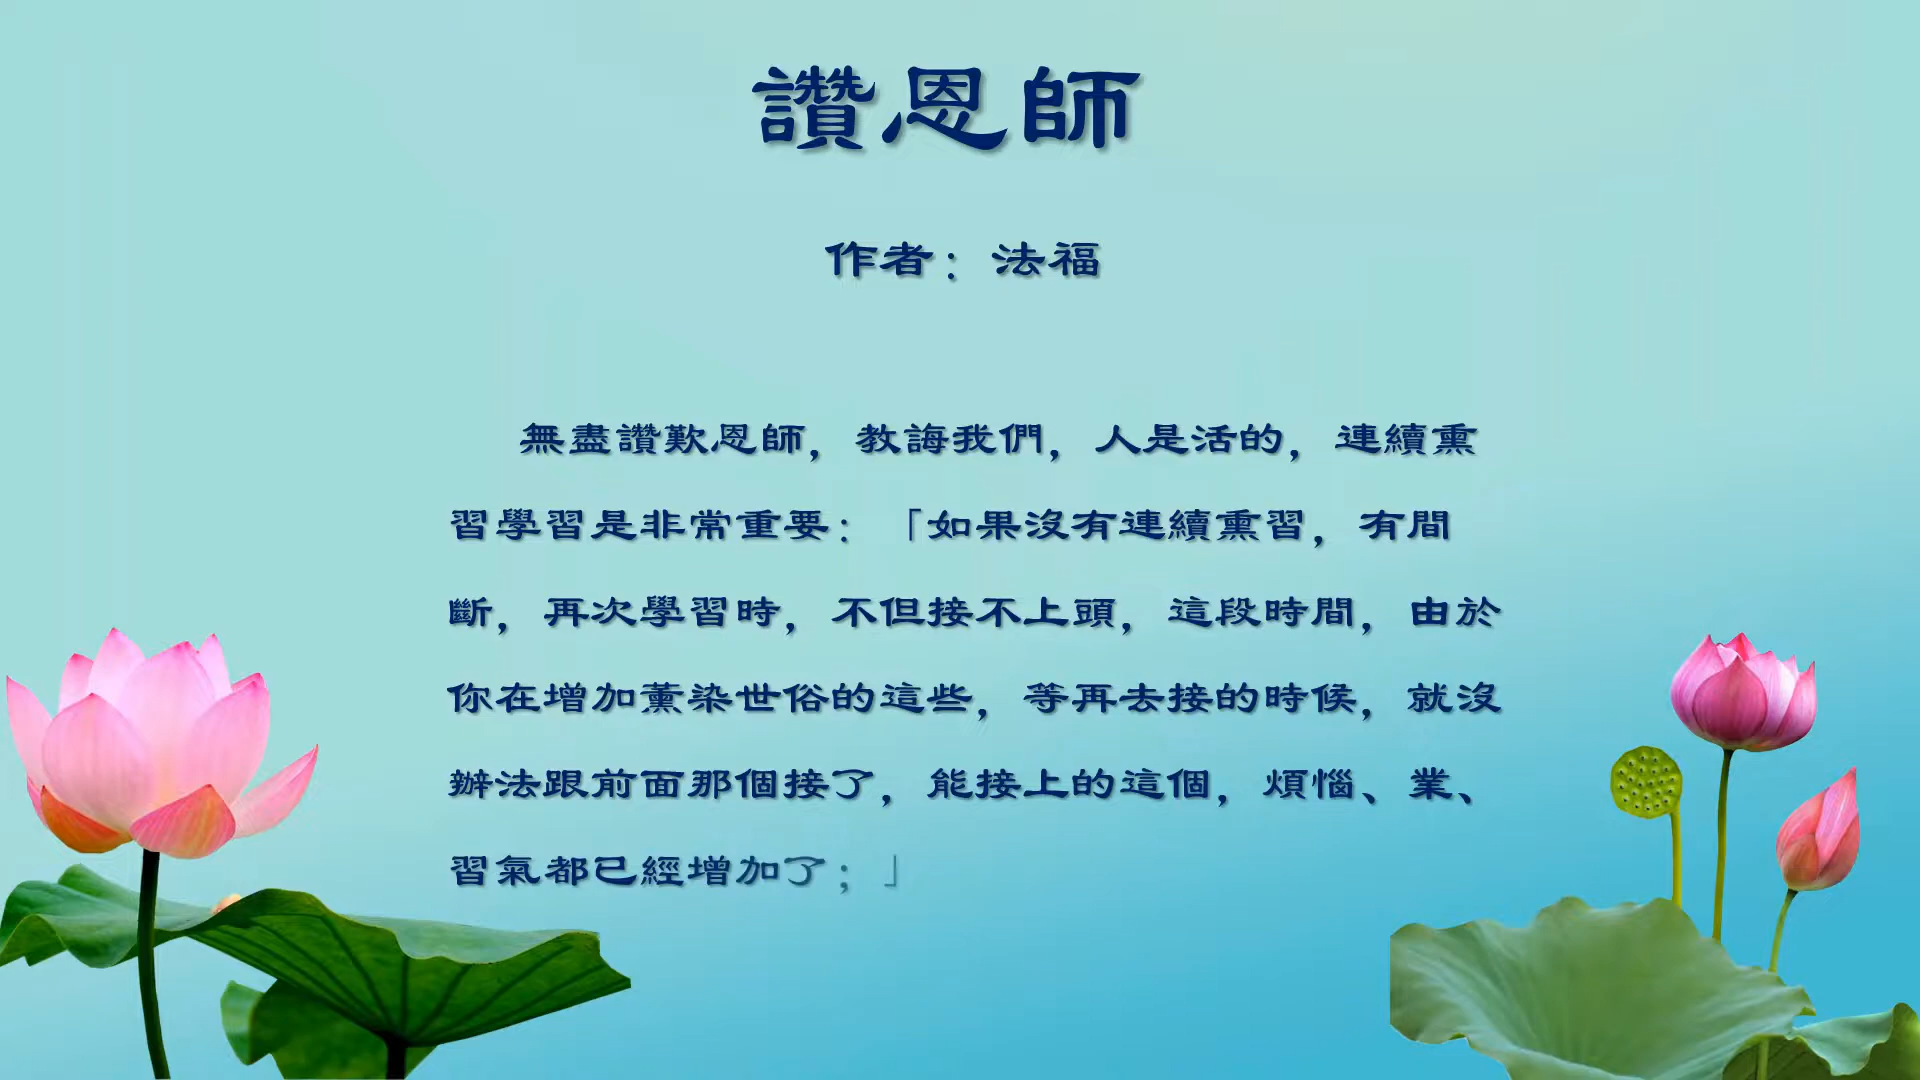 讚恩師
作者：法福
無盡讚歎恩師，教誨我們，人是活的，連續熏
習學習是非常重要：「如果沒有連續熏習，有間
斷，再次學習時，不但接不上頭，這段時間，由於
你在增加薰染世俗的這些，等再去接的時候，就沒
辦法跟前面那個接了，能接上的這個，煩惱、業、
習氣都已經增加了；」